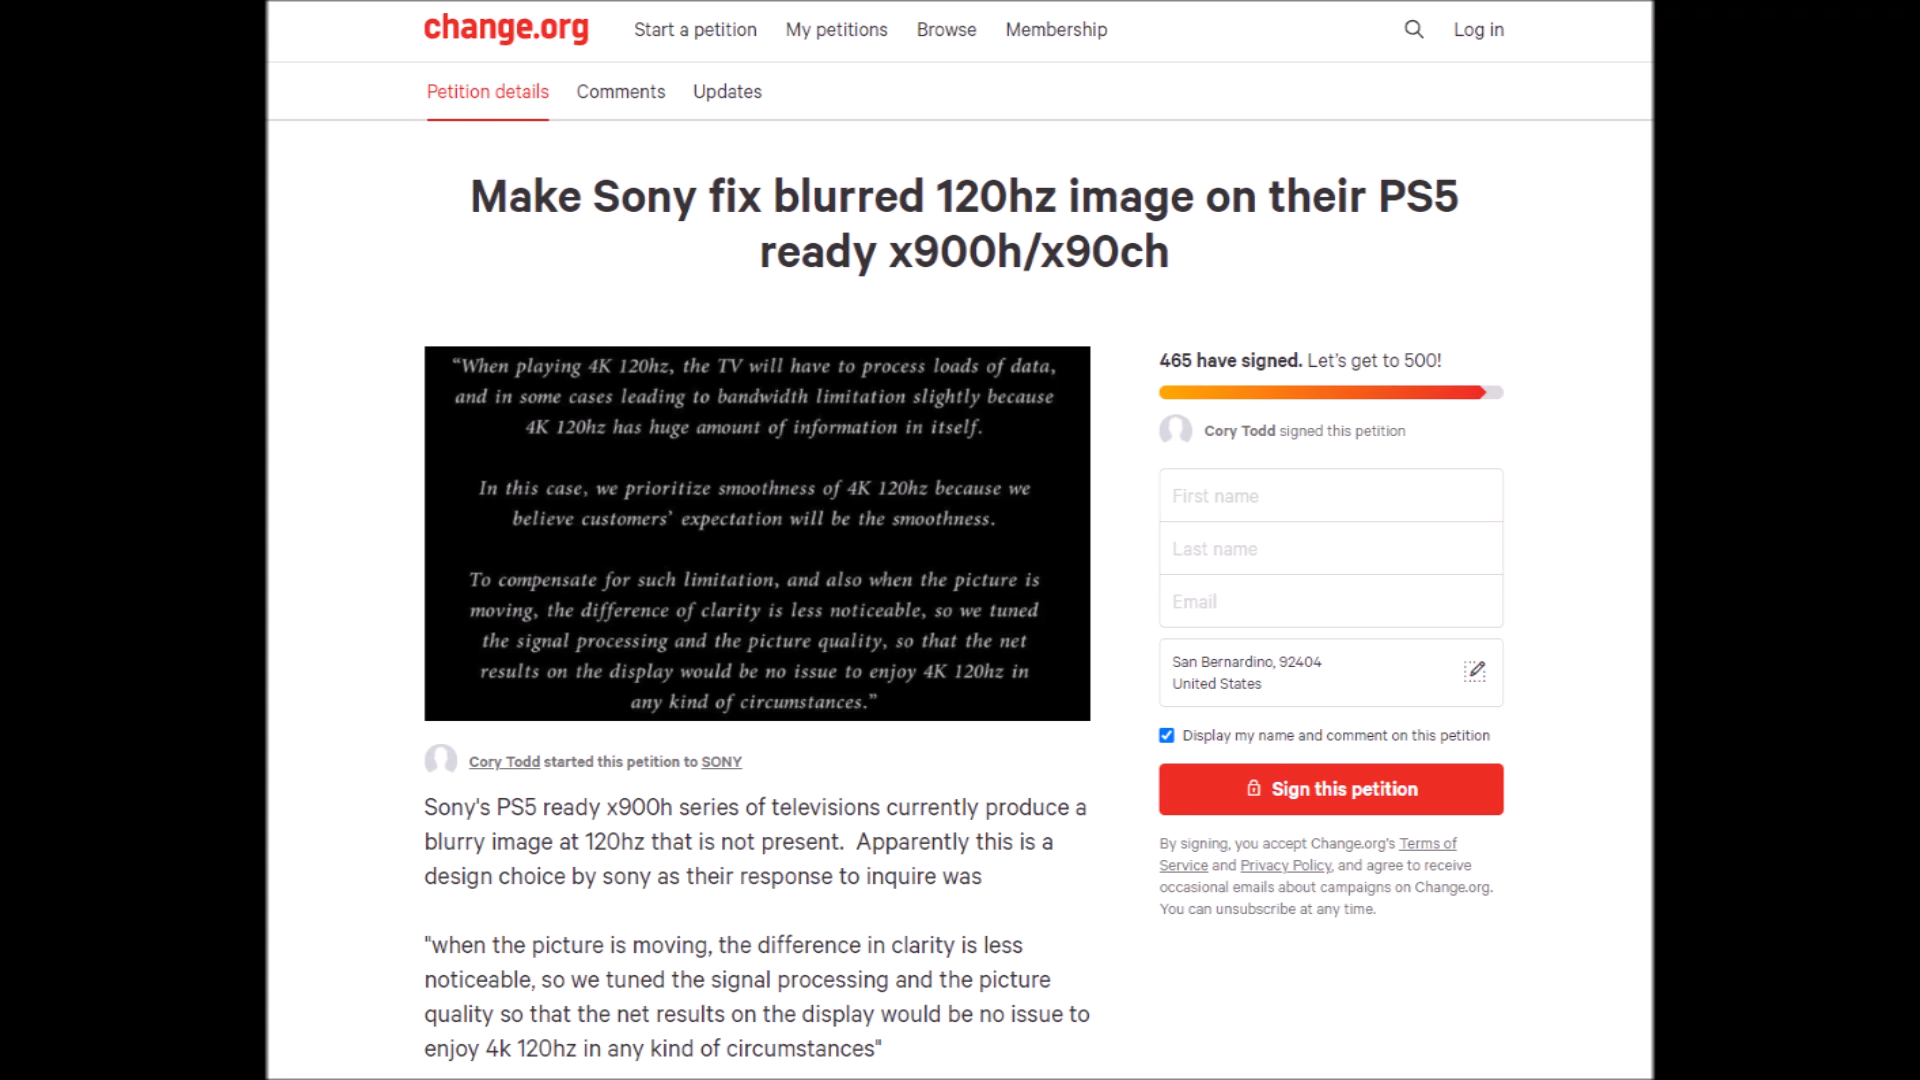 change.org
Start a petition
My petitions
Browse
Membership
Log in
Petition details
Comments
Updates
Make Sony fix blurred 120hz image on their PS5
ready x900h/x90ch
“When playing 4K 120hz, the TV will have to process loads of data,
and in some cases leading to bandwidth limitation slightly because
4K 120hz has huge amount of information in itself.
In this case, we prioritize smoothness of 4K 120hz because we
believe customers’ expectation will be the smoothness.
To compensate for such limitation, and also when the picture is
moving, the difference of clarity is less noticeable, so we tuned
the signal processing and the picture quality, so that the net
results on the display would be no issue to enjoy 4K 120hz in
any kind of circumstances.”
Cory Todd started this petition to SONY
Sony's PS5 ready x900h series of televisions currently produce a
blurry image at 120hz that is not present.  Apparently this is a
design choice by sony as their response to inquire was
"when the picture is moving, the difference in clarity is less
noticeable, so we tuned the signal processing and the picture
quality so that the net results on the display would be no issue to
enjoy 4k 120hz in any kind of circumstances"
465 have signed. Let’s get to 500!
Cory Todd signed this petition
First name
Last name
Email
San Bernardino, 92404
United States
Display my name and comment on this petition
Sign this petition
By signing, you accept Change.org’s Terms of
Service and Privacy Policy, and agree to receive
occasional emails about campaigns on Change.org.
You can unsubscribe at any time.